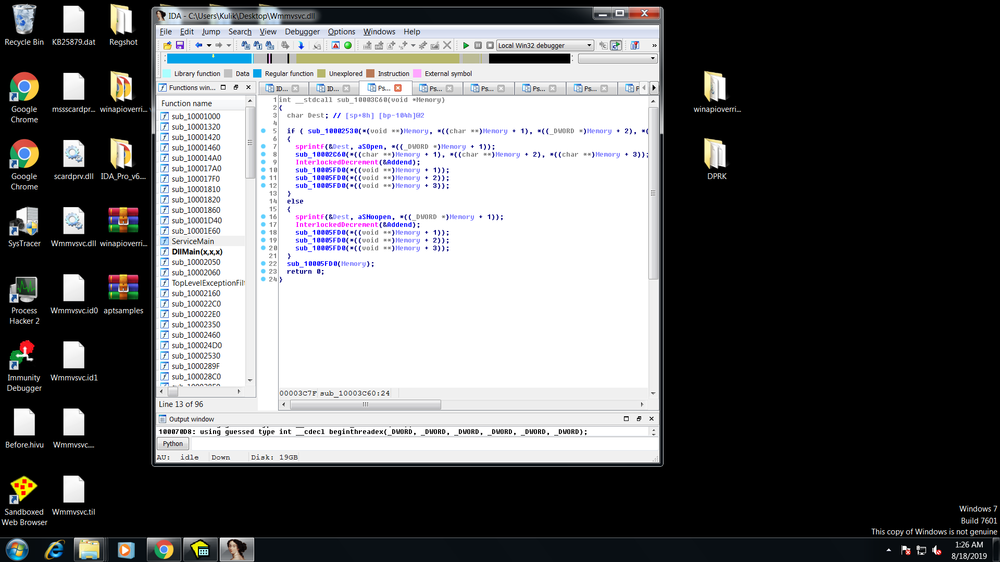 Recycle Bin
KB25879.dat
Regshot
Google Chrome
mssscardpr...
winapioverri...
Google Chrome
scardprv.dll
IDA_Pro_v6....
SysTracer
Wmmvsvc.dll
winapioverri...
Process Hacker 2
Wmmvsvc.id0
aptsamples
Immunity Debugger
Wmmvsvc.id1
Before.hivu
Wmmvsvc....
Sandboxed Web Browser
Wmmvsvc.til
IDA - C:\Users\Kulik\Desktop\Wmmvsvc.dll
File Edit Jump Search View Debugger Options Windows Help
Local Win32 debugger
Library function Data Regular function Unexplored Instruction External symbol
Functions win...
ID... ID... Ps... Ps... Ps... Ps... Ps...
Function name
sub_10001000
sub_10001320
sub_10001420
sub_10001460
sub_100014A0
sub_100017A0
sub_100017F0
sub_10001810
sub_10001820
sub_10001860
sub_10001D40
sub_10001E60
ServiceMain
DllMain(x,x,x)
sub_10002050
sub_10002060
TopLevelExceptionFilt
sub_10002160
sub_100022C0
sub_100022E0
sub_10002350
sub_10002460
sub_100024D0
sub_10002530
sub_1000289F
sub_100028C0
Line 13 of 96
1 int __stdcall sub_10003C60(void *Memory)
2 {
3 char Dest; // [sp+8h] [bp-104h]@2
4
5 if ( sub_10002530(*(void **)Memory, *((char **)Memory + 1), *((_DWORD *)Memory + 2), *(
6 {
7 sprintf(&Dest, aSOpen, *((_DWORD *)Memory + 1));
8 sub_10002C60(*((char **)Memory + 1), *((char **)Memory + 2), *((char **)Memory + 3));
9 InterlockedDecrement(&Addend);
10 sub_10005FD0(*((void **)Memory + 1));
11 sub_10005FD0(*((void **)Memory + 2));
12 sub_10005FD0(*((void **)Memory + 3));
13 }
14 else
15 {
16 sprintf(&Dest, aSNoopen, *((_DWORD *)Memory + 1));
17 InterlockedDecrement(&Addend);
18 sub_10005FD0(*((void **)Memory + 1));
19 sub_10005FD0(*((void **)Memory + 2));
20 sub_10005FD0(*((void **)Memory + 3));
21 }
22 sub_10005FD0(Memory);
23 return 0;
24 }
00003C7F sub_10003C60:24
Output window
100070D8: using guessed type int __cdecl beginthreadex(_DWORD, _DWORD, _DWORD, _DWORD, _DWORD, _DWORD);
Python
AU: idle Down Disk: 19GB
winapioverri...
DPRK
Windows 7
Build 7601
This copy of Windows is not genuine
1:26 AM
8/18/2019